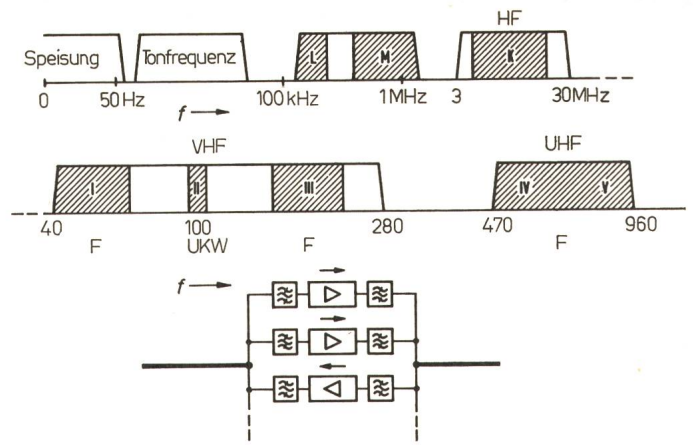 HF
Speisung Tonfrequenz L M K
0 50 Hz 100 kHz 1 MHz 3 30 MHz
f
VHF UHF
I II III IV V
40 100 280 470 960
F UKW F F
f